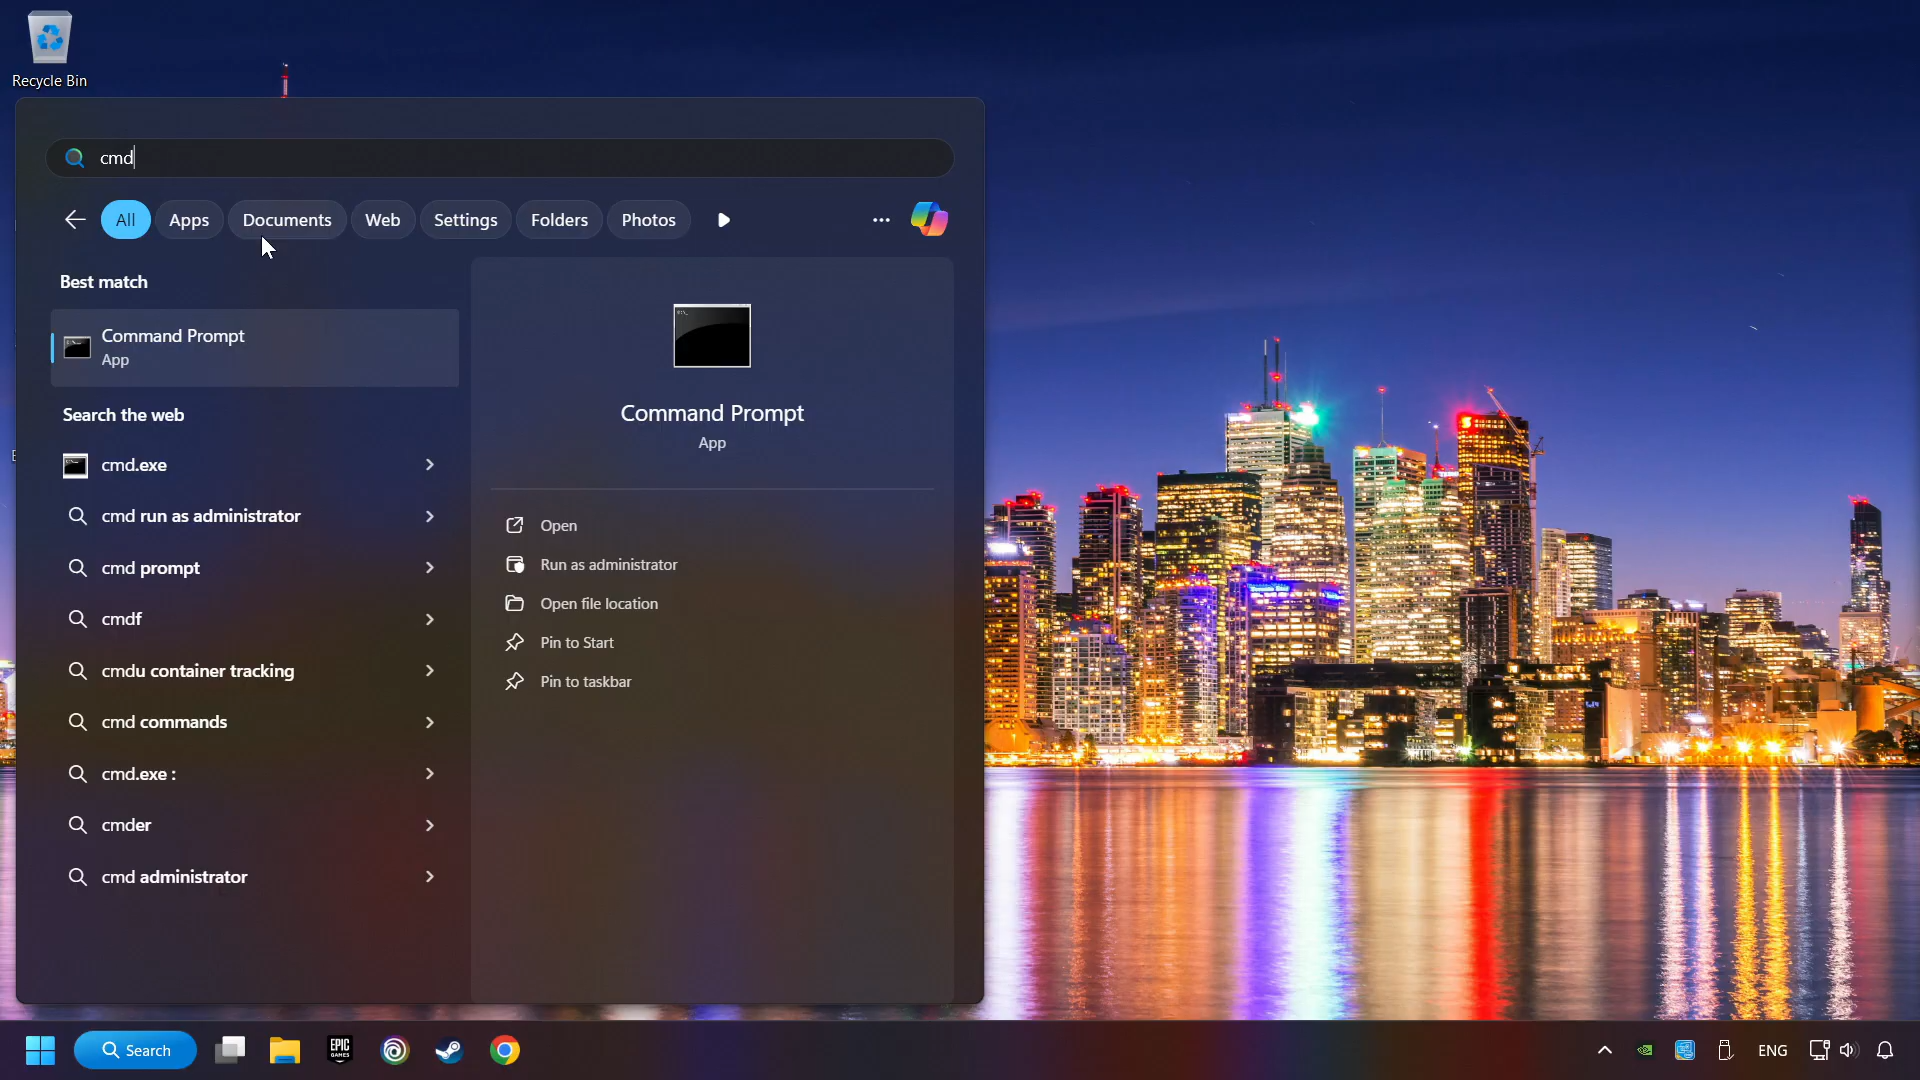 Recycle Bin
cmd
All Apps Documents Web Settings Folders Photos
Best match
Command Prompt
App
Search the web
cmd.exe
cmd run as administrator
cmd prompt
cmdf
cmdu container tracking
cmd commands
cmd.exe :
cmder
cmd administrator
Command Prompt
App
Open
Run as administrator
Open file location
Pin to Start
Pin to taskbar
Search
EPIC
GAMES
ENG